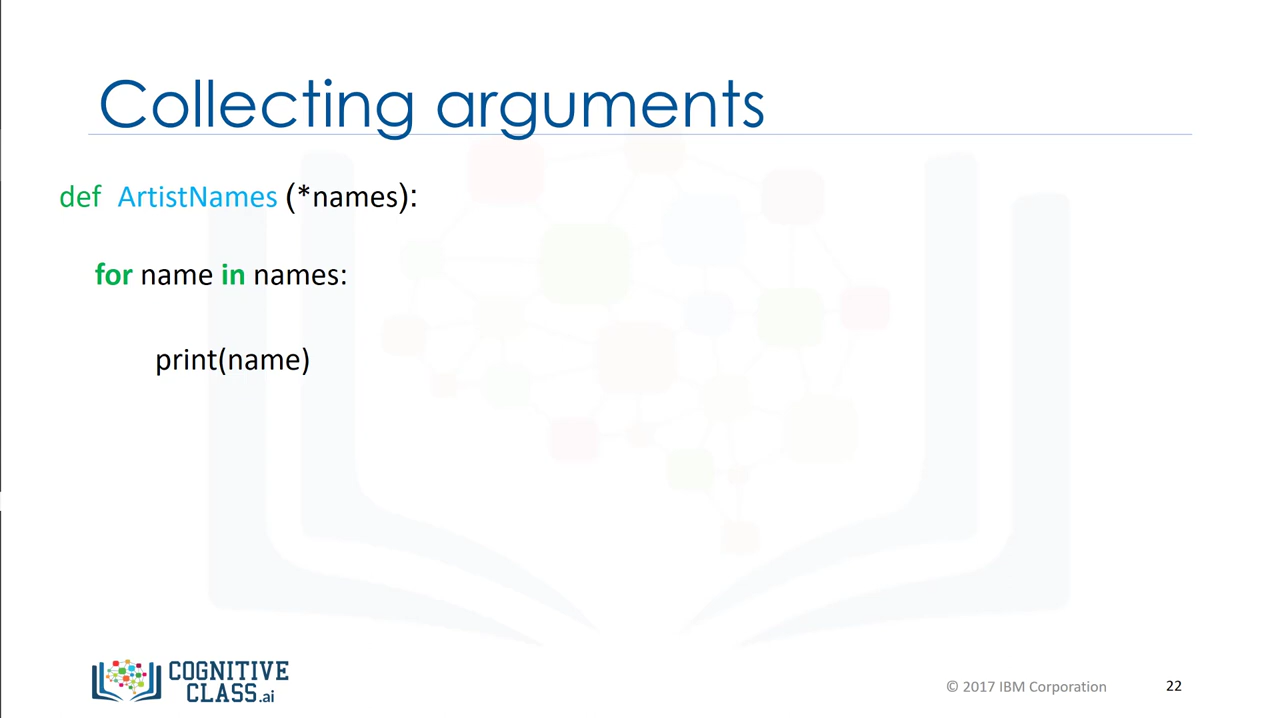 Collecting arguments
def ArtistNames (*names):
for name in names:
print(name)
COGNITIVE
CLASS.ai
© 2017 IBM Corporation
22